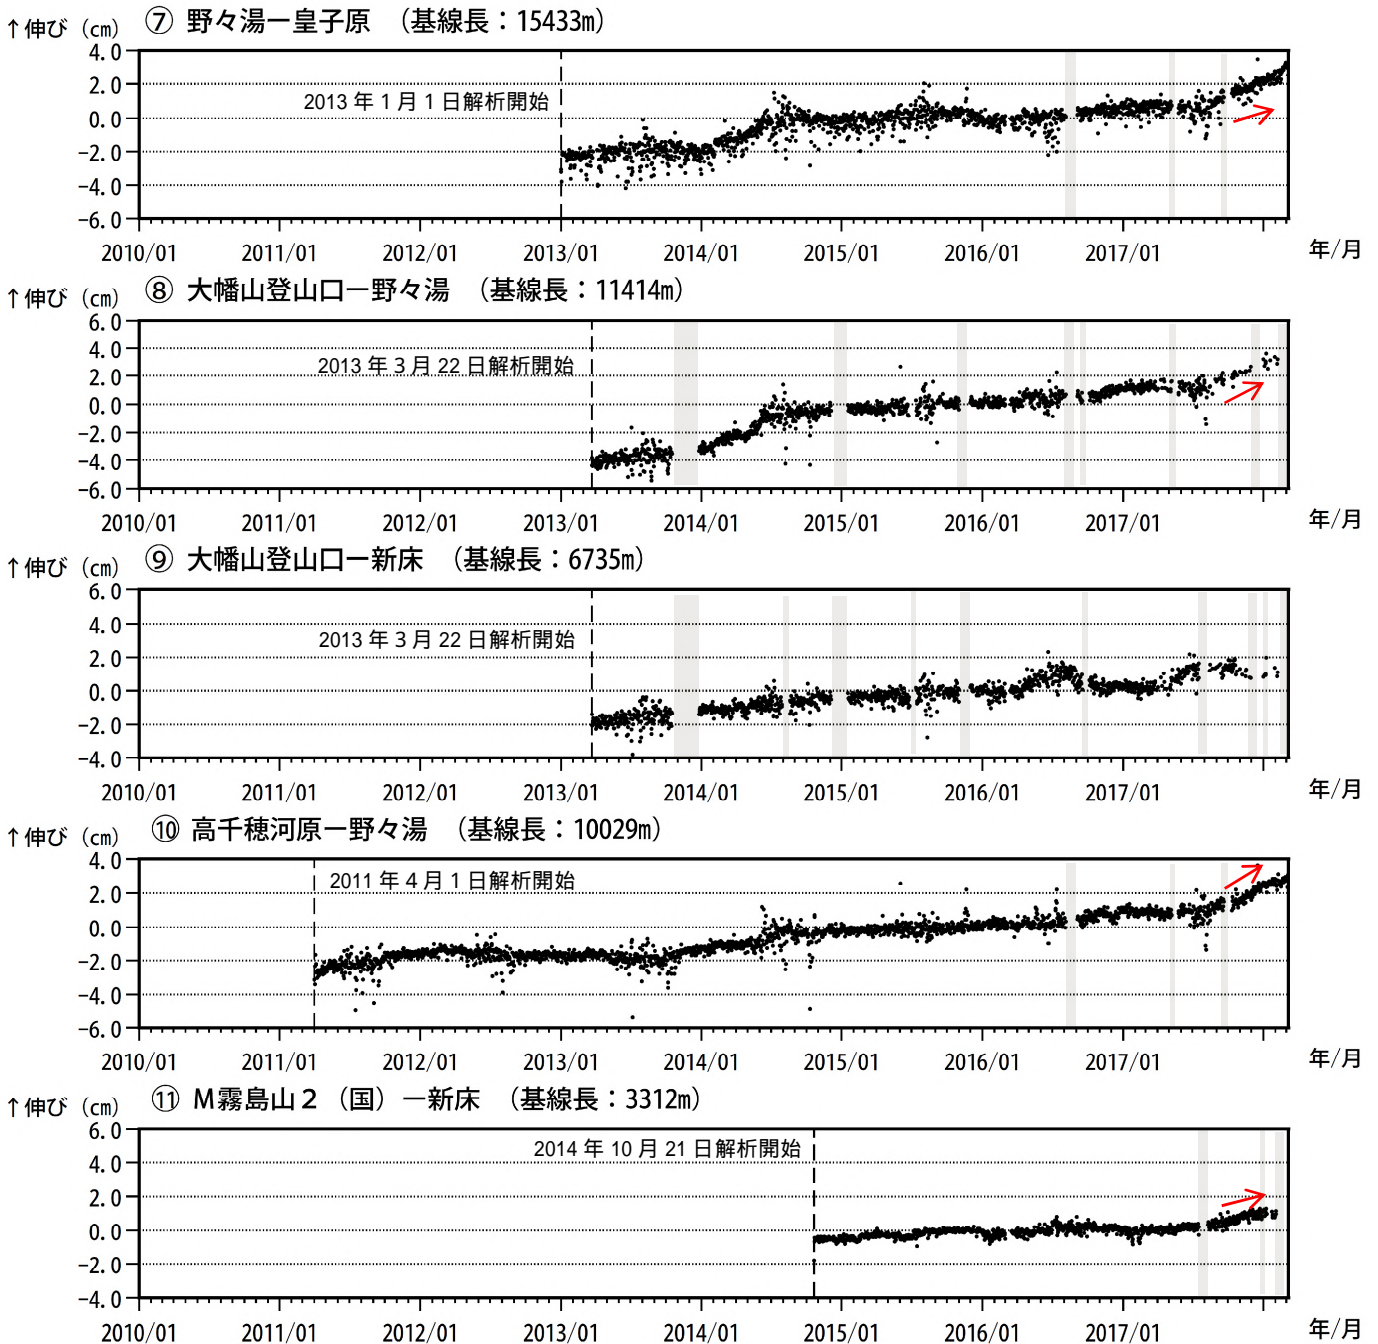 ⑦ 野々湯ー皇子原 （基線長：15433m）
↑伸び（㎝）
4.0
2.0
0.0
−2.0
−4.0
−6.0
2013 年 1 月 1 日解析開始
2010/01 2011/01 2012/01 2013/01 2014/01 2015/01 2016/01 2017/01 年/月
⑧ 大幡山登山口―野々湯 （基線長：11414m）
↑伸び（㎝）
6.0
4.0
2.0
0.0
−2.0
−4.0
−6.0
2013 年 3 月 22 日解析開始
2010/01 2011/01 2012/01 2013/01 2014/01 2015/01 2016/01 2017/01 年/月
⑨ 大幡山登山口ー新床 （基線長：6735m）
↑伸び（㎝）
6.0
4.0
2.0
0.0
−2.0
−4.0
2013 年 3 月 22 日解析開始
2010/01 2011/01 2012/01 2013/01 2014/01 2015/01 2016/01 2017/01 年/月
⑩ 高千穂河原ー野々湯 （基線長：10029m）
↑伸び（㎝）
4.0
2.0
0.0
−2.0
−4.0
−6.0
2011 年 4 月 1 日解析開始
2010/01 2011/01 2012/01 2013/01 2014/01 2015/01 2016/01 2017/01 年/月
⑪ M霧島山２（国）―新床 （基線長：3312m）
↑伸び（㎝）
6.0
4.0
2.0
0.0
−2.0
−4.0
2014 年 10 月 21 日解析開始
2010/01 2011/01 2012/01 2013/01 2014/01 2015/01 2016/01 2017/01 年/月